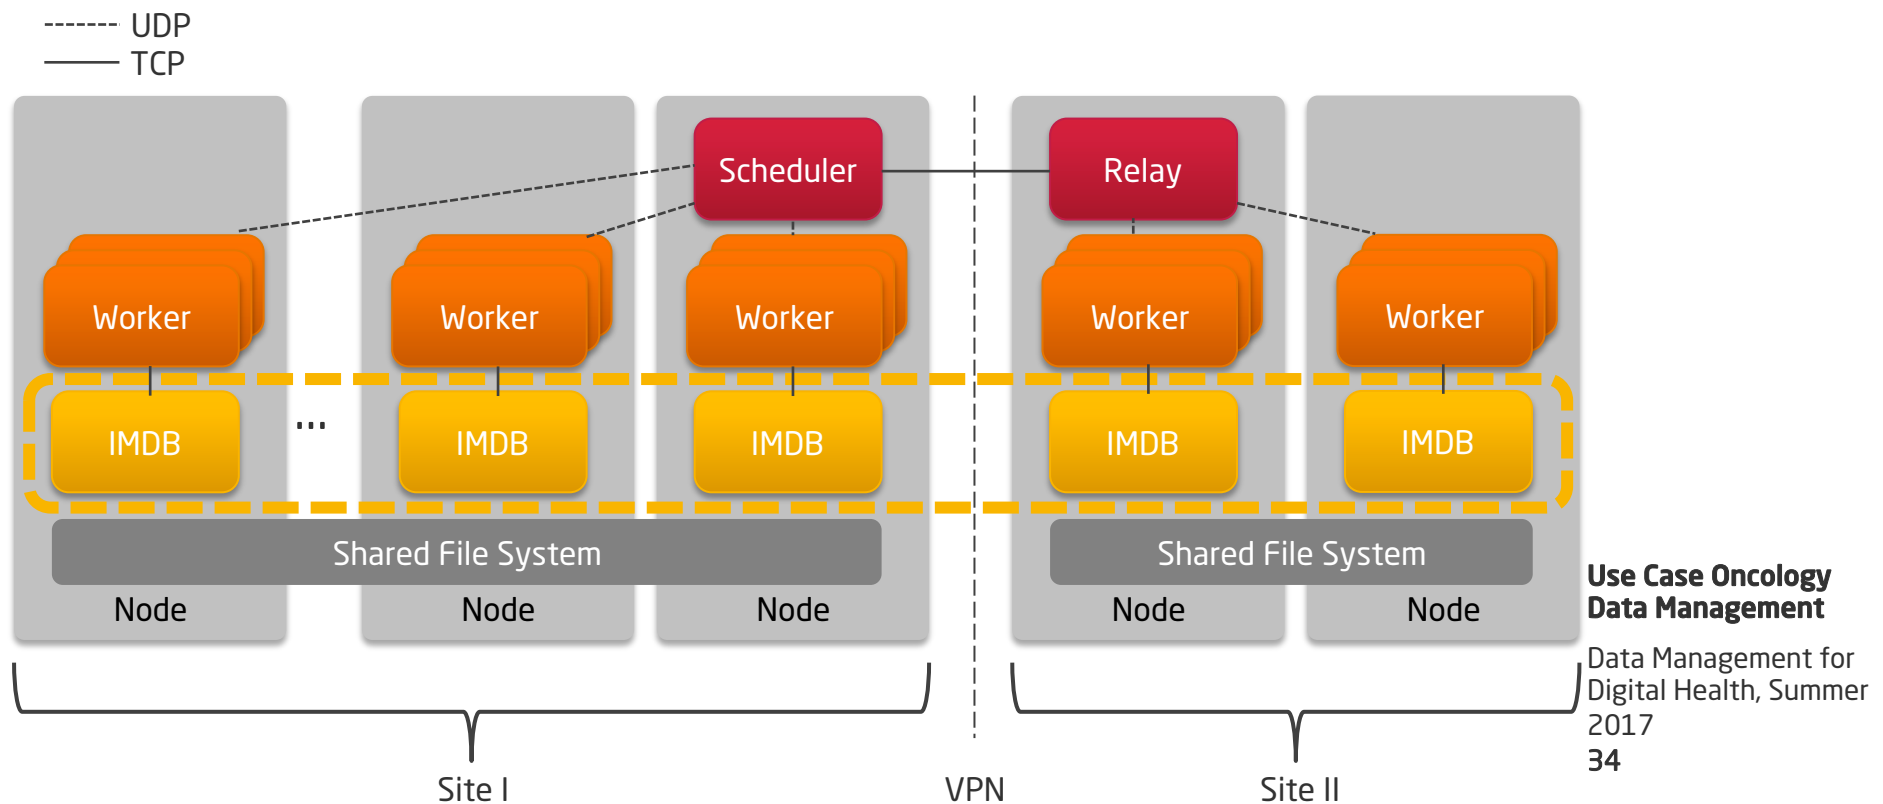 UDP
TCP
Scheduler
Relay
Worker
Worker
Worker
Worker
Worker
IMDB
...
IMDB
IMDB
IMDB
IMDB
Shared File System
Shared File System
Node
Node
Node
Node
Node
Use Case Oncology
Data Management
Data Management for
Digital Health, Summer
2017
34
Site I
VPN
Site II